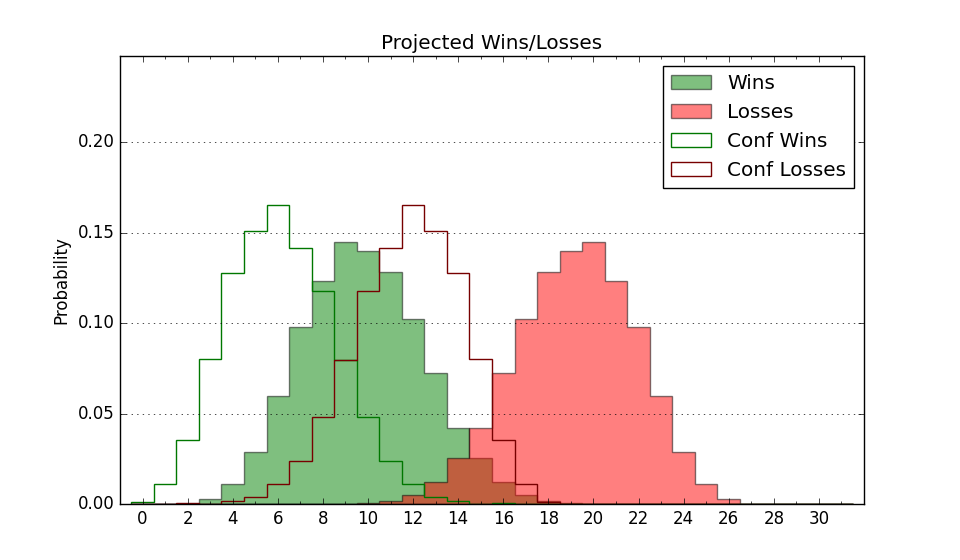 Projected Wins/Losses
Wins
Losses
Conf Wins
Conf Losses
Probability
0.20
0.15
0.10
0.05
0.00
0 2 4 6 8 10 12 14 16 18 20 22 24 26 28 30